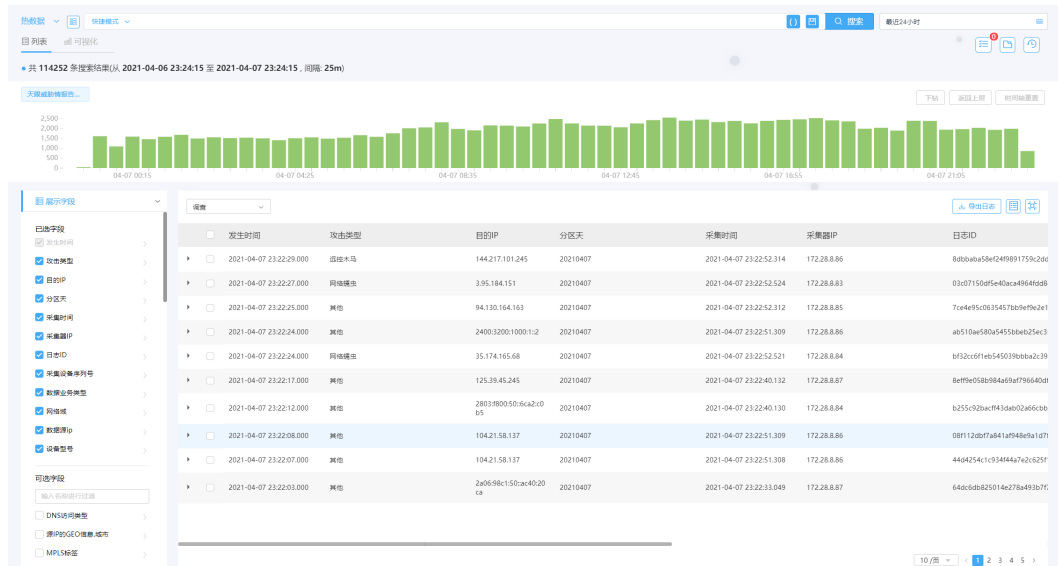 热数据
快捷模式
搜索
最近24小时
列表
可视化
0
共 114252 条搜索结果(从 2021-04-06 23:24:15 至 2021-04-07 23:24:15 , 间隔: 25m)
天眼威胁情报告...
下钻
返回上层
时间轴重置
2,500
2,000
1,500
1,000
500
0
04-07 00:15
04-07 04:25
04-07 08:35
04-07 12:45
04-07 16:55
04-07 21:05
展示字段
已选字段
发生时间
攻击类型
目的IP
分区天
采集时间
采集器IP
日志ID
采集设备序列号
数据业务类型
网络域
数据源ip
设备型号
可选字段
输入名称进行过滤
DNS访问类型
源IP的GEO信息.城市
MPLS标签
调查
导出日志
发生时间 攻击类型 目的IP 分区天 采集时间 采集器IP 日志ID
2021-04-07 23:22:29.000 远控木马 144.217.101.245 20210407 2021-04-07 23:22:52.314 172.28.8.86 8dbbaba58ef24f9891759c2dd
2021-04-07 23:22:27.000 网络蠕虫 3.95.184.151 20210407 2021-04-07 23:22:52.524 172.28.8.83 03c07150df5e40aca4964fdd8
2021-04-07 23:22:25.000 其他 94.130.164.163 20210407 2021-04-07 23:22:52.312 172.28.8.85 7ce4e95c0635457bb9ef9e2e1
2021-04-07 23:22:24.000 其他 2400:3200:1000:1::2 20210407 2021-04-07 23:22:51.309 172.28.8.86 ab510ae580a5455bbeb25ec3
2021-04-07 23:22:24.000 网络蠕虫 35.174.165.68 20210407 2021-04-07 23:22:52.521 172.28.8.84 bf32cc6f1eb545039bbba2c39
2021-04-07 23:22:17.000 其他 125.39.45.245 20210407 2021-04-07 23:22:40.132 172.28.8.87 8eff9e058b984a69af796640d
2021-04-07 23:22:12.000 其他 2803:f800:50::6ca2:c0b5 20210407 2021-04-07 23:22:40.130 172.28.8.84 b255c92bacff43dab02a66cbb
2021-04-07 23:22:08.000 其他 104.21.58.137 20210407 2021-04-07 23:22:51.309 172.28.8.86 08f112dbf7a841af948e9a1d7
2021-04-07 23:22:07.000 其他 104.21.58.137 20210407 2021-04-07 23:22:51.308 172.28.8.86 44d4254c1c934f44a7e2c625f
2021-04-07 23:22:03.000 其他 2a06:98c1:50::ac40:20ca 20210407 2021-04-07 23:22:33.049 172.28.8.87 64dc6db825014e278a493b7f
10 /页
1 2 3 4 5